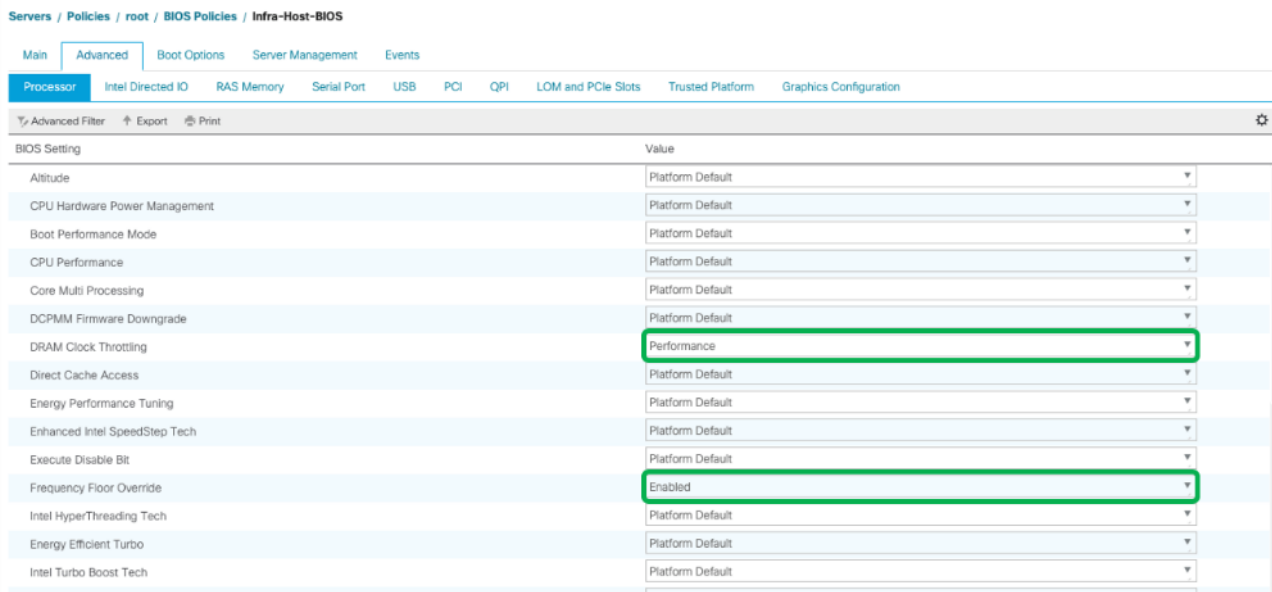 Servers / Policies / root / BIOS Policies / Infra-Host-BIOS
Main Advanced Boot Options Server Management Events
Processor Intel Directed IO RAS Memory Serial Port USB PCI QPI LOM and PCIe Slots Trusted Platform Graphics Configuration
Advanced Filter Export Print
BIOS Setting Value
Altitude Platform Default
CPU Hardware Power Management Platform Default
Boot Performance Mode Platform Default
CPU Performance Platform Default
Core Multi Processing Platform Default
DCPMM Firmware Downgrade Platform Default
DRAM Clock Throttling Performance
Direct Cache Access Platform Default
Energy Performance Tuning Platform Default
Enhanced Intel SpeedStep Tech Platform Default
Execute Disable Bit Platform Default
Frequency Floor Override Enabled
Intel HyperThreading Tech Platform Default
Energy Efficient Turbo Platform Default
Intel Turbo Boost Tech Platform Default